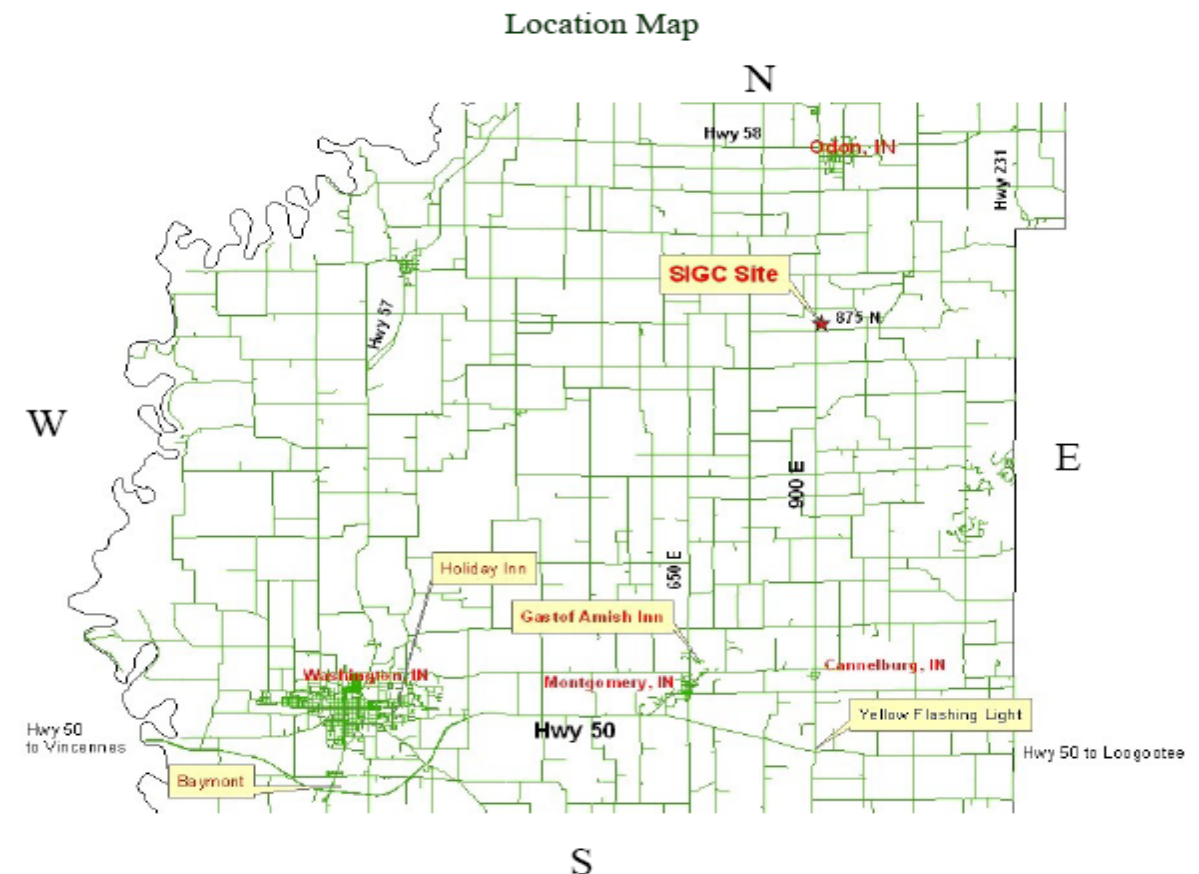 Location Map
N
Hwy 58
Odon, IN
Hwy 231
SIGC Site
875 N
Hwy 57
W
E
900 E
650 E
Holiday Inn
Gastof Amish Inn
Washington, IN
Montgomery, IN
Cannelburg, IN
Yellow Flashing Light
Hwy 50
to Vincennes
Hwy 50
Hwy 50 to Loogootee
Baymont
S